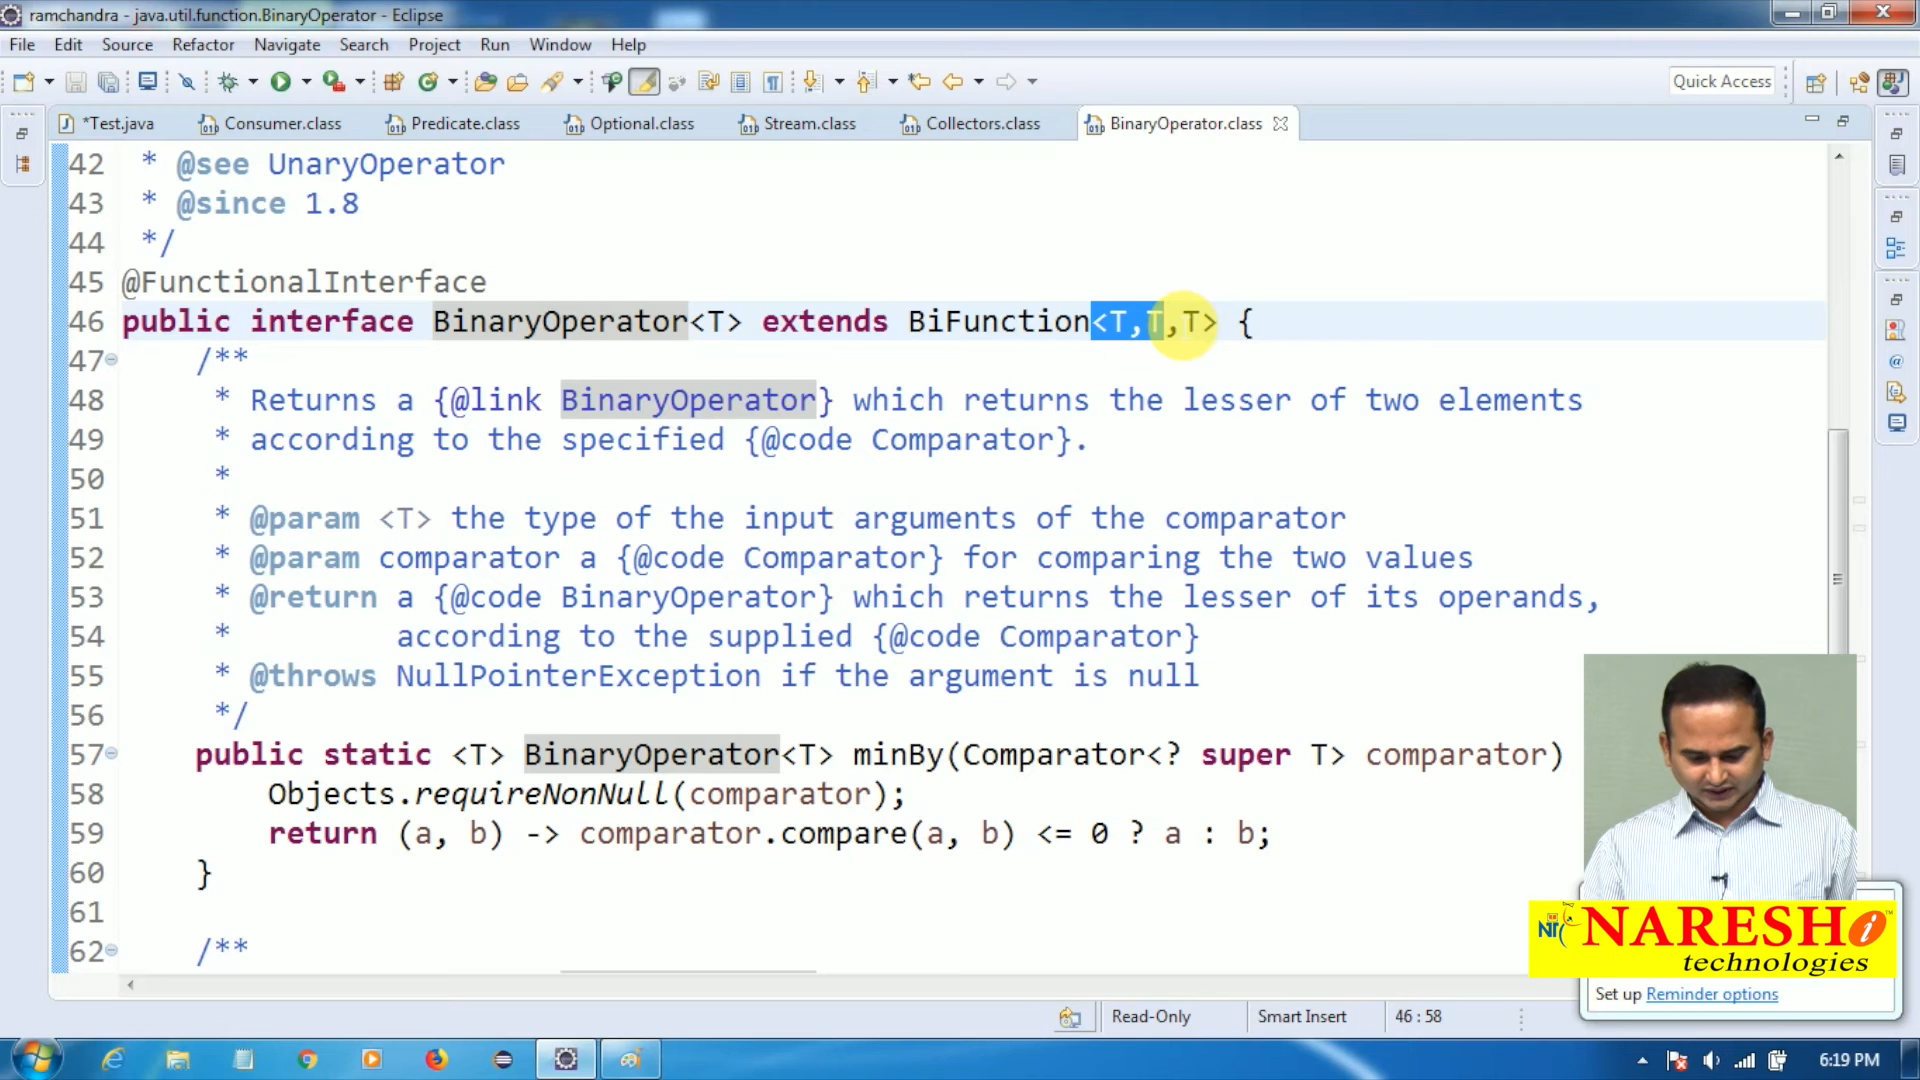 ramchandra - java.util.function.BinaryOperator - Eclipse
File Edit Source Refactor Navigate Search Project Run Window Help
Quick Access
*Test.java Consumer.class Predicate.class Optional.class Stream.class Collectors.class BinaryOperator.class
42 * @see UnaryOperator
43 * @since 1.8
44 */
45 @FunctionalInterface
46 public interface BinaryOperator<T> extends BiFunction<T,T,T> {
47 /**
48 * Returns a {@link BinaryOperator} which returns the lesser of two elements
49 * according to the specified {@code Comparator}.
50 *
51 * @param <T> the type of the input arguments of the comparator
52 * @param comparator a {@code Comparator} for comparing the two values
53 * @return a {@code BinaryOperator} which returns the lesser of its operands,
54 * according to the supplied {@code Comparator}
55 * @throws NullPointerException if the argument is null
56 */
57 public static <T> BinaryOperator<T> minBy(Comparator<? super T> comparator)
58 Objects.requireNonNull(comparator);
59 return (a, b) -> comparator.compare(a, b) <= 0 ? a : b;
60 }
61
62 /**
NARESH i
technologies
Set up Reminder options
Read-Only Smart Insert 46 : 58
6:19 PM